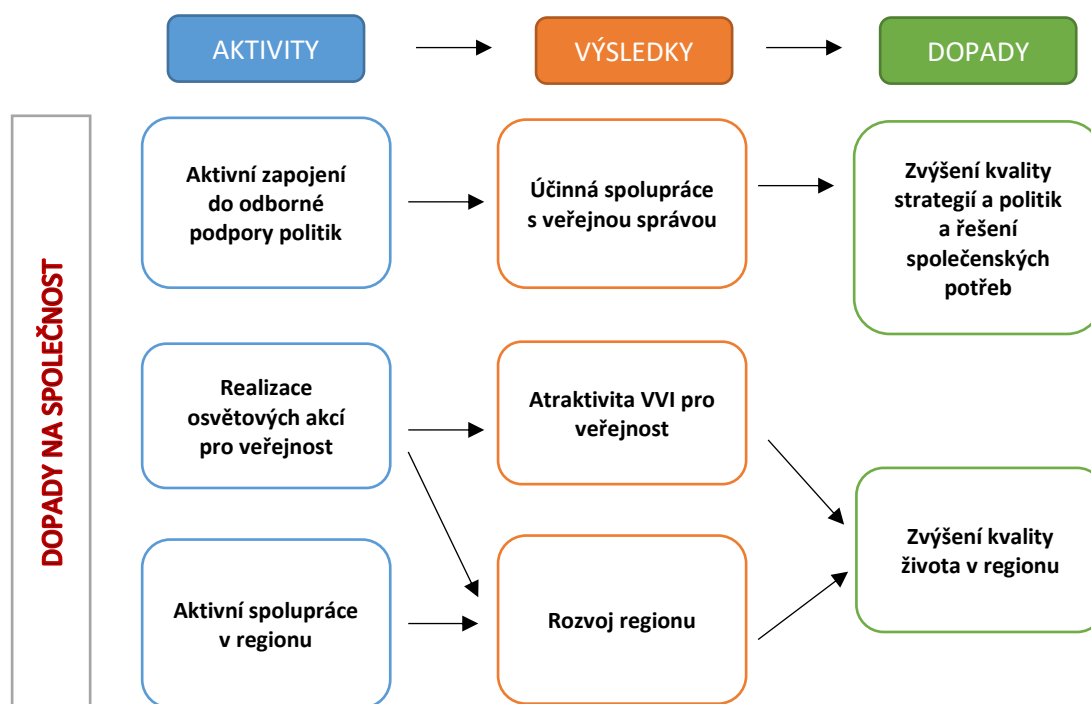 AKTIVITY
VÝSLEDKY
DOPADY
DOPADY NA SPOLEČNOST
Aktivní zapojení
do odborné
podpory politik
Účinná spolupráce
s veřejnou správou
Zvýšení kvality
strategií a politik
a řešení
společenských
potřeb
Realizace
osvětových akcí
pro veřejnost
Atraktivita VVI pro
veřejnost
Aktivní spolupráce
v regionu
Rozvoj regionu
Zvýšení kvality
života v regionu